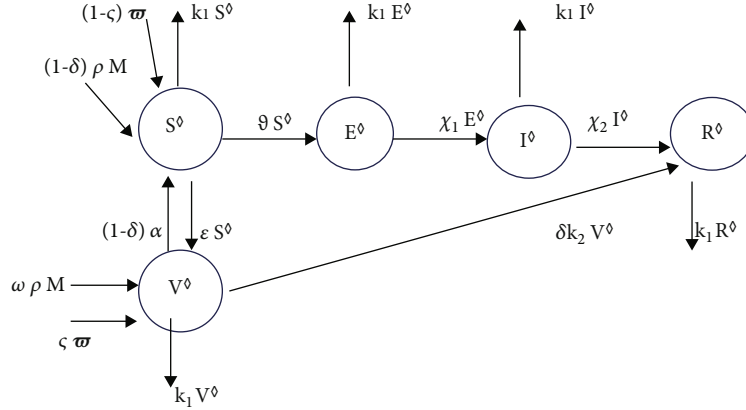 (1-ς) ϖ
k1 S◊
k1 E◊
k1 I◊
(1-δ) ρ M
S◊
ϑ S◊
E◊
χ₁ E◊
I◊
χ₂ I◊
R◊
(1-δ) α
ε S◊
δk₂ V◊
k₁ R◊
ω ρ M
V◊
ς ϖ
k₁ V◊